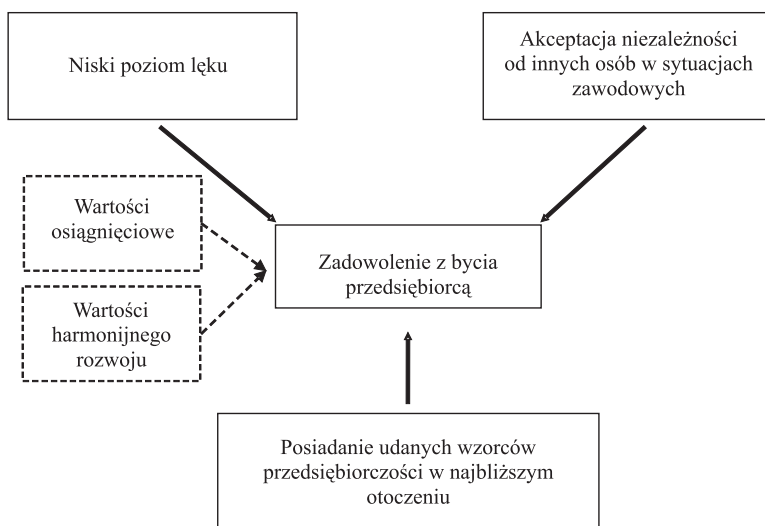 Niski poziom lęku
Akceptacja niezależności
od innych osób w sytuacjach
zawodowych
Wartości
osiągnięciowe
Zadowolenie z bycia
przedsiębiorcą
Wartości
harmonijnego
rozwoju
Posiadanie udanych wzorców
przedsiębiorczości w najbliższym
otoczeniu